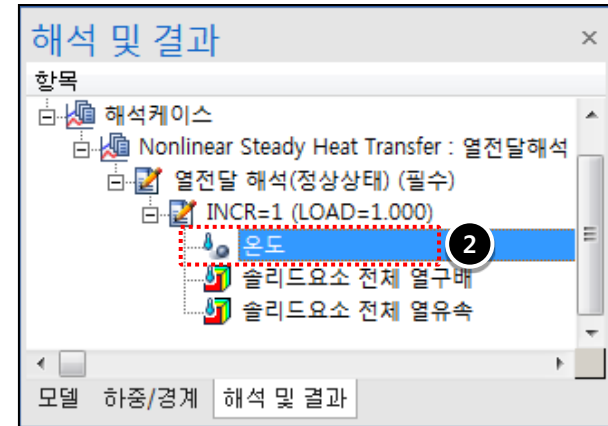 해석 및 결과
항목
해석케이스
Nonlinear Steady Heat Transfer : 열전달해석
열전달 해석(정상상태) (필수)
INCR=1 (LOAD=1.000)
온도 2
솔리드요소 전체 열구배
솔리드요소 전체 열유속
모델 하중/경계 해석 및 결과